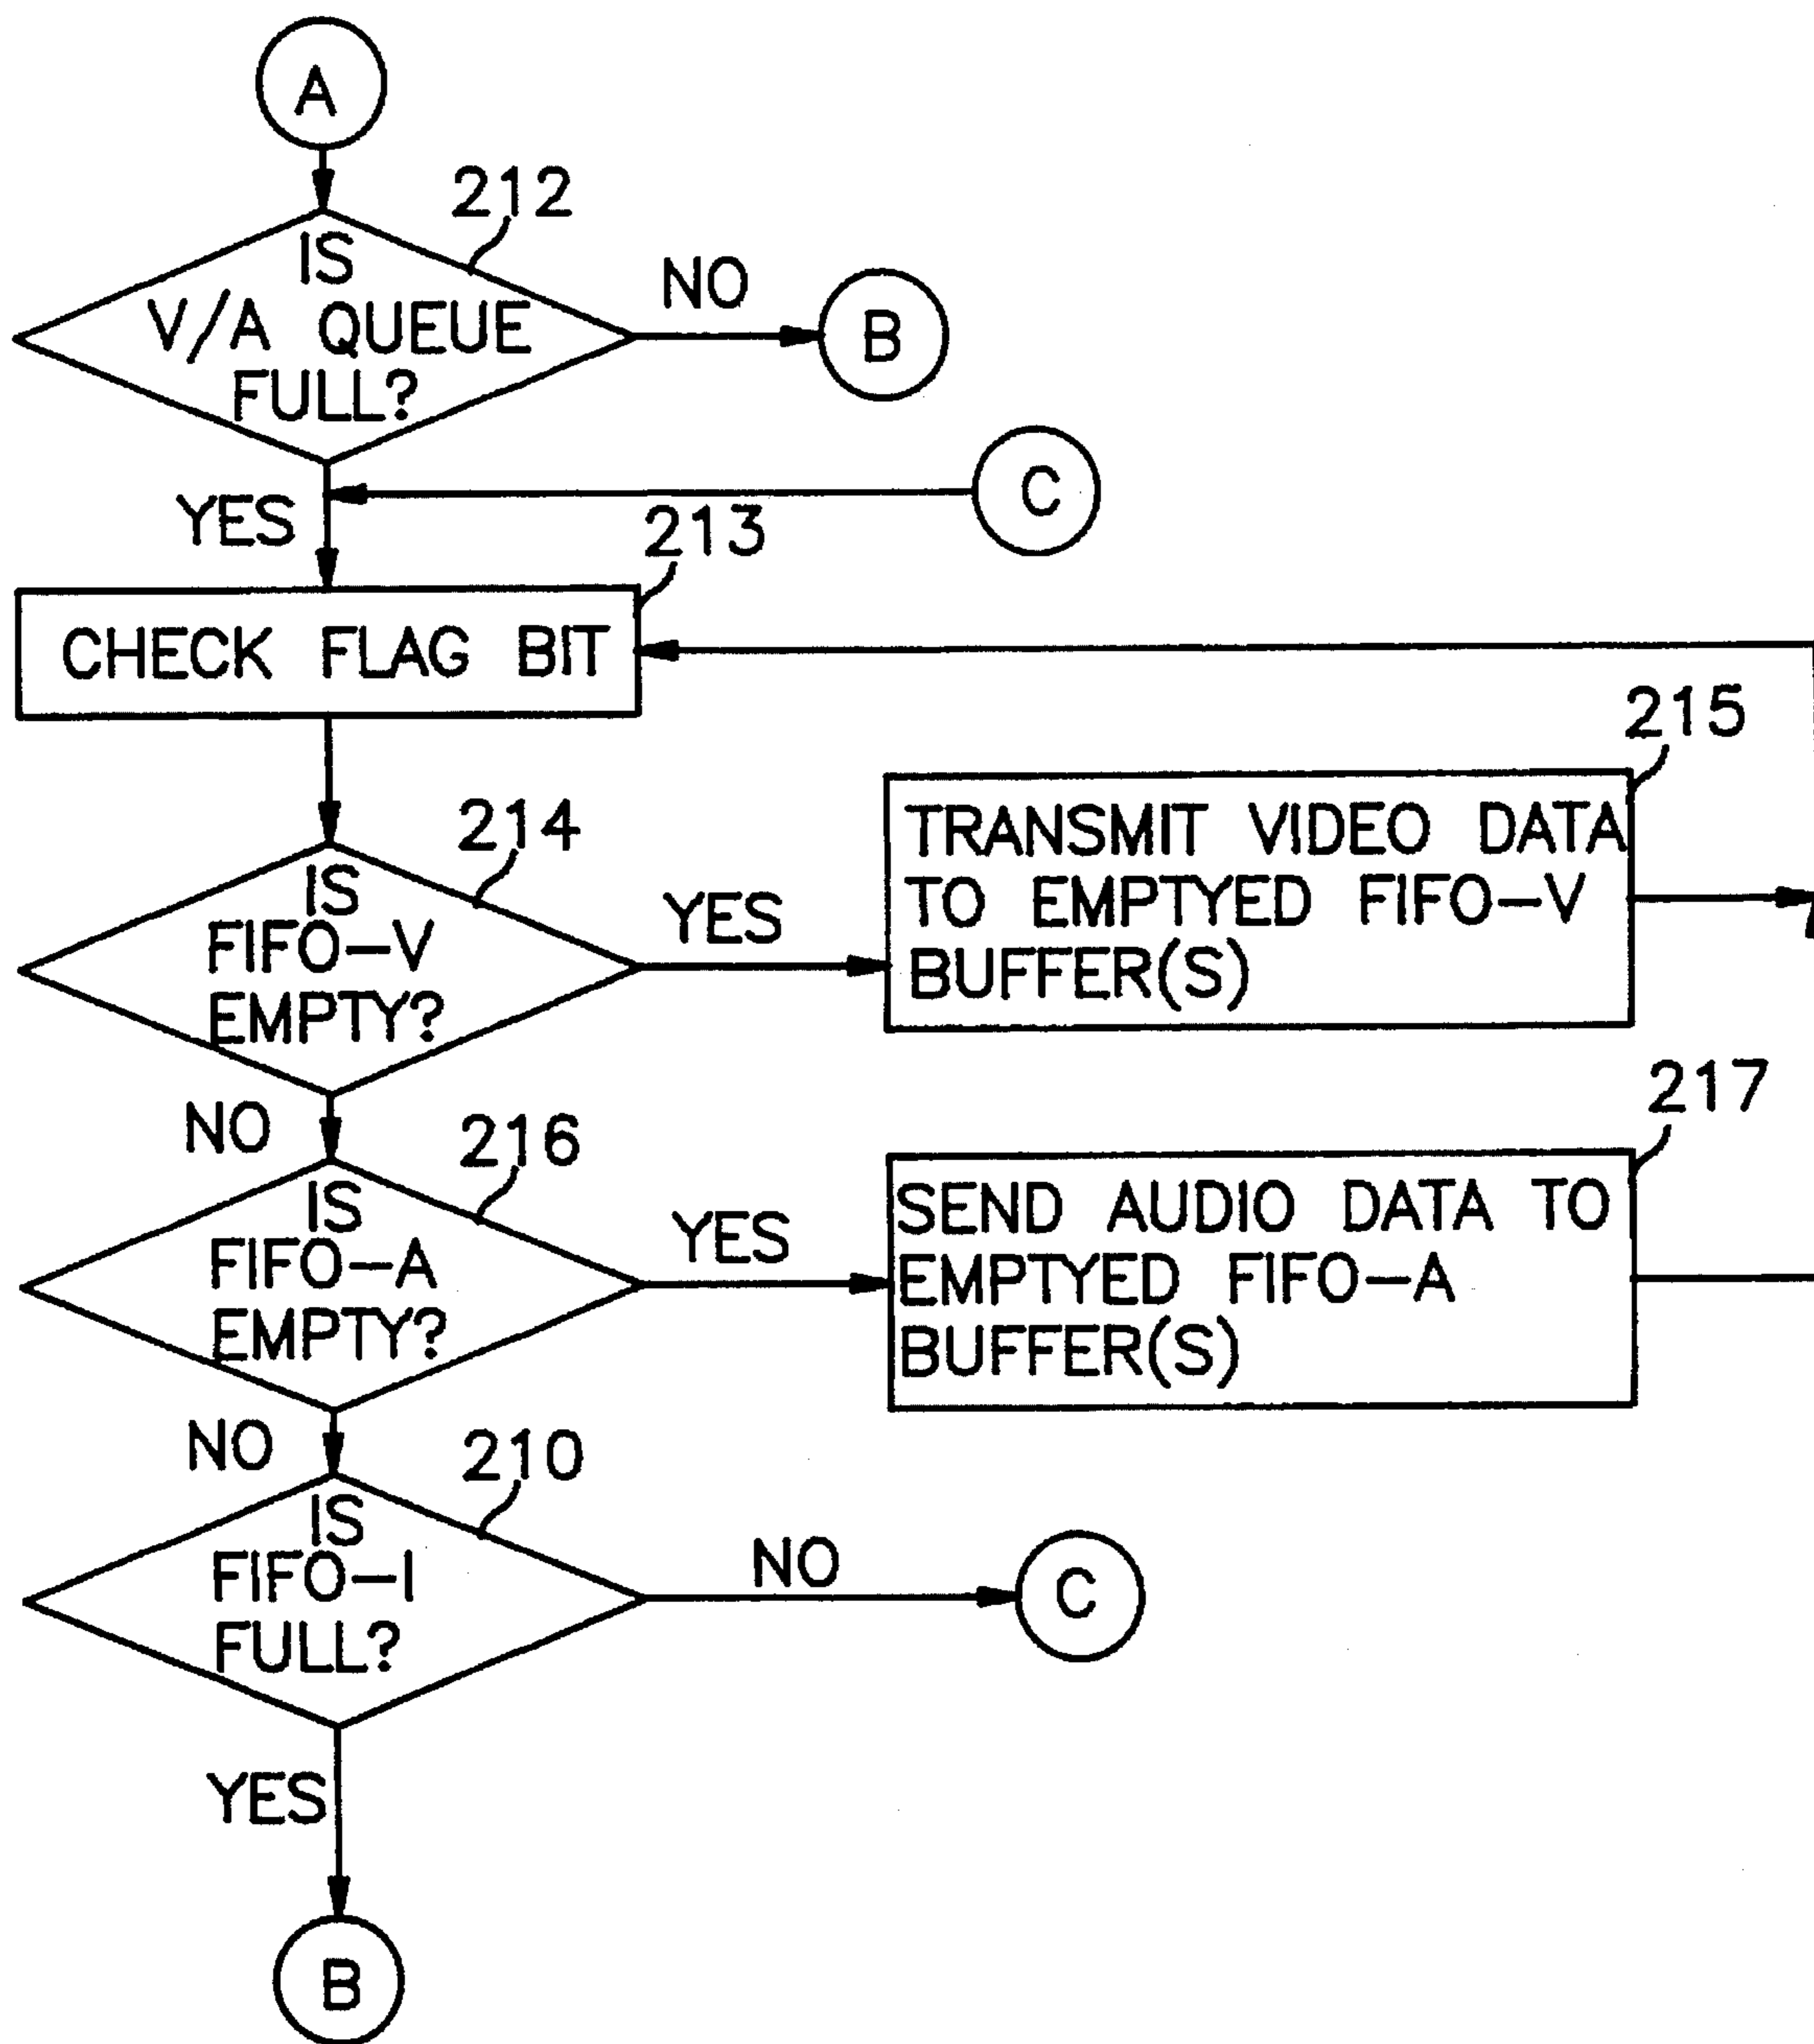 A
212
IS
V/A QUEUE
FULL?
NO
B
C
YES
213
CHECK FLAG BIT
215
214
IS
FIFO-V
EMPTY?
YES
TRANSMIT VIDEO DATA
TO EMPTYED FIFO-V
BUFFER(S)
NO
216
217
IS
FIFO-A
EMPTY?
YES
SEND AUDIO DATA TO
EMPTYED FIFO-A
BUFFER(S)
NO
210
IS
FIFO-I
FULL?
NO
C
YES
B